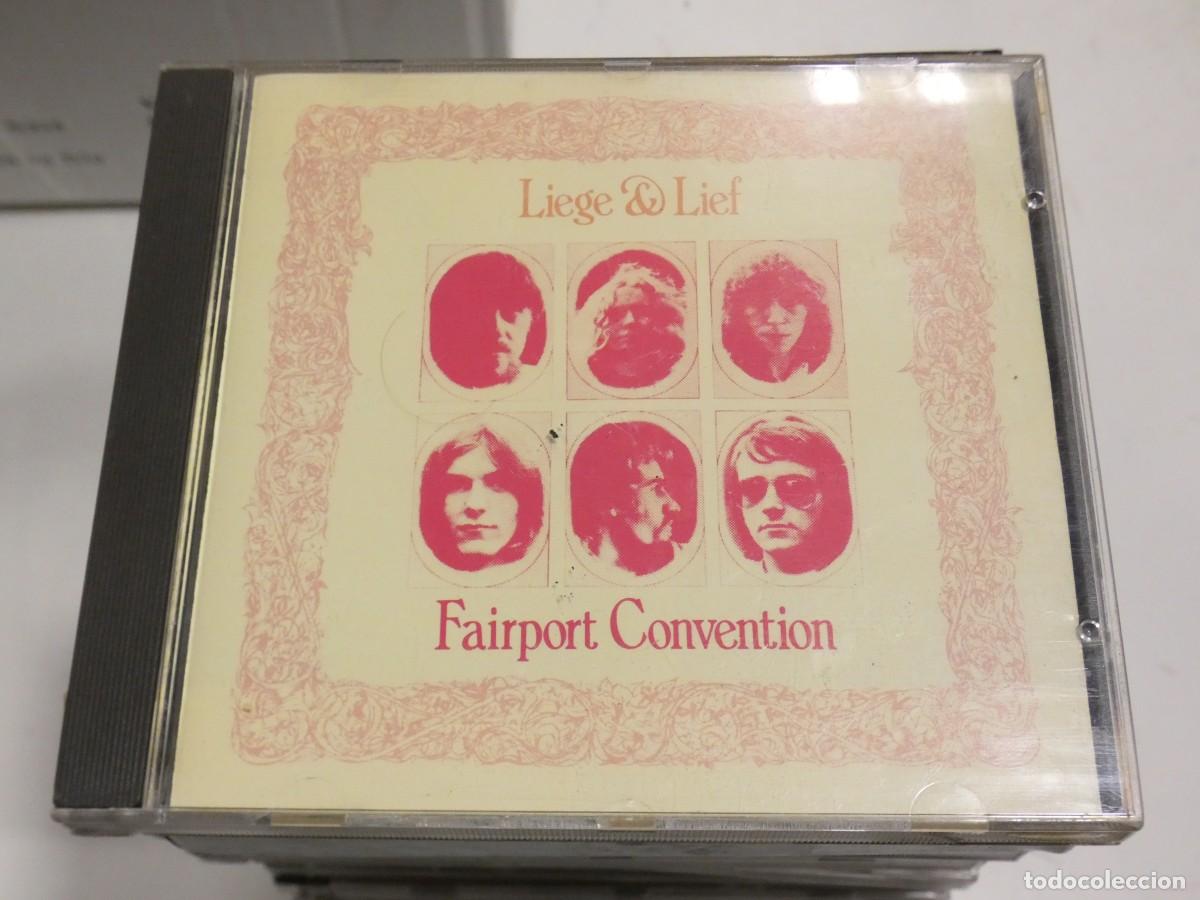 Liege & Lief
Fairport Convention
todocoleccion